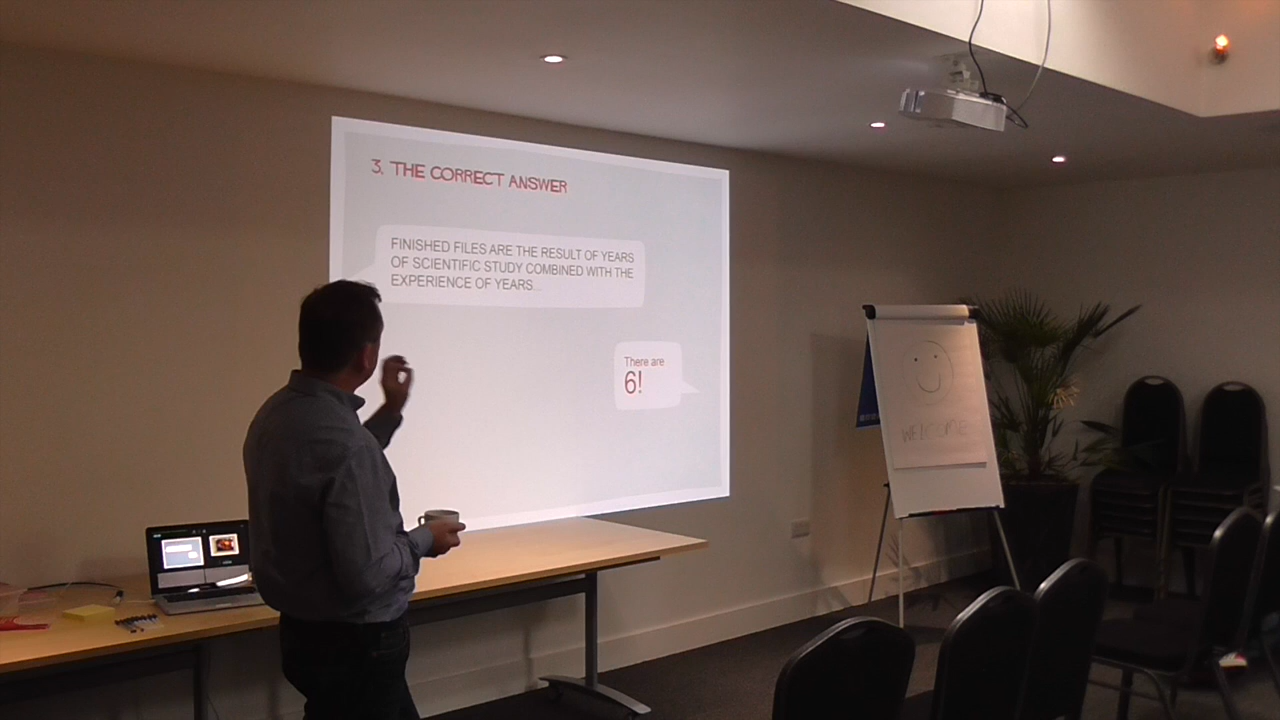 3. THE CORRECT ANSWER
FINISHED FILES ARE THE RESULT OF YEARS
OF SCIENTIFIC STUDY COMBINED WITH THE
EXPERIENCE OF YEARS...
There are
6!
WELCOME